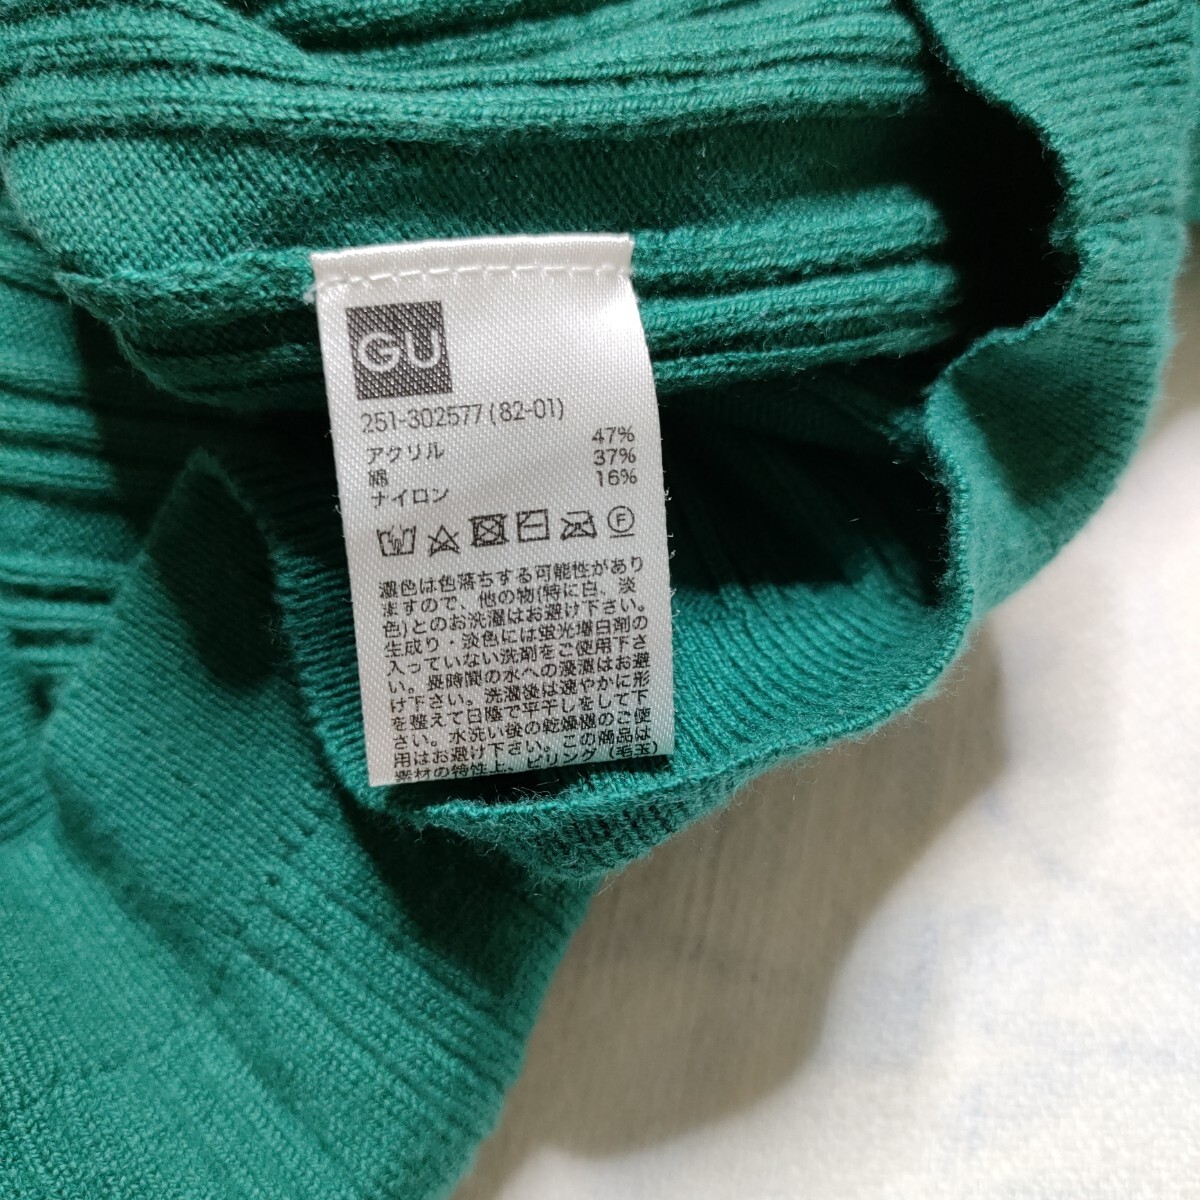 GU
251-302577 (82-01)
アクリル 47%
綿 37%
ナイロン 16%
F
濃色は色落ちする可能性があり
ますので、他の物(特に白、淡
色)とのお洗濯はお避け下さい。
生成り・淡色には蛍光増白剤の
入っていない洗剤をご使用下さ
い。長時間の水への浸漬はお避
け下さい。洗濯後は速やかに形
を整えて日陰で平干しをして下
さい。水洗い後の乾燥機のご使
用はお避け下さい。この商品は
素材の特性上、ピリング(毛玉)